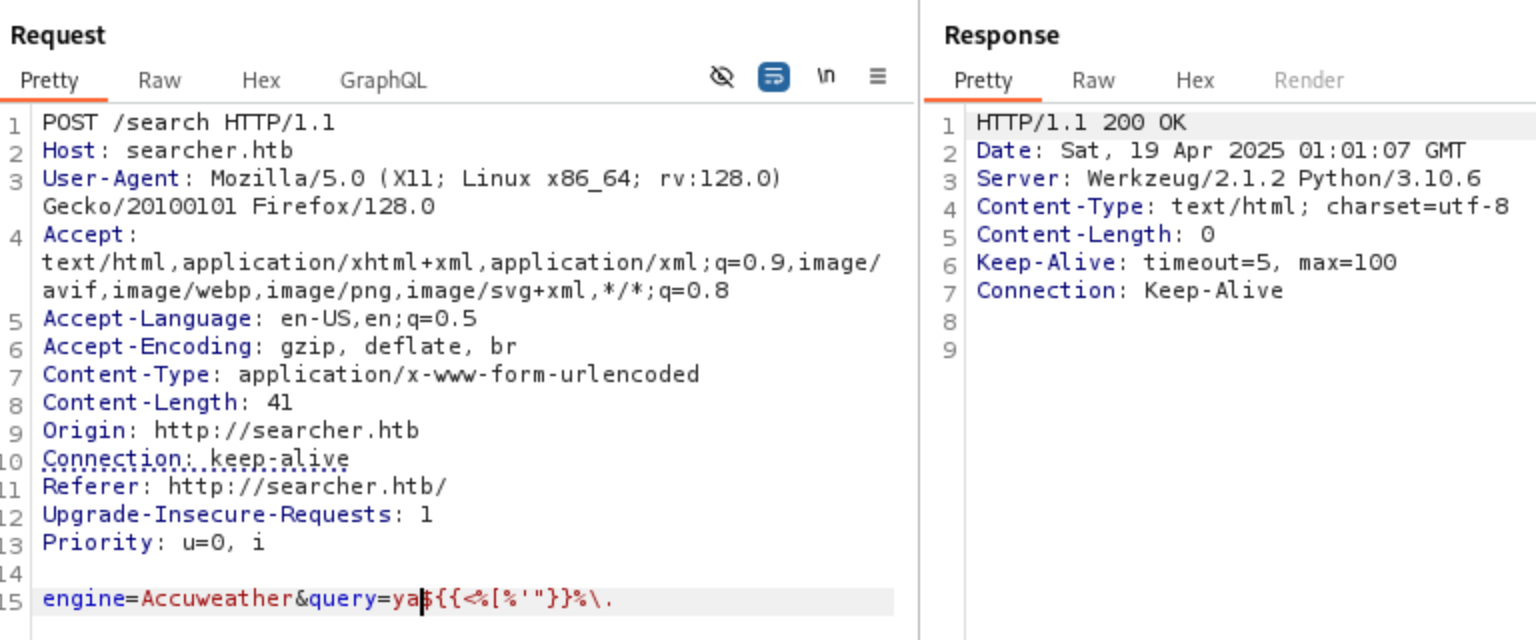 Request
Pretty Raw Hex GraphQL \n
1 POST /search HTTP/1.1
2 Host: searcher.htb
3 User-Agent: Mozilla/5.0 (X11; Linux x86_64; rv:128.0)
Gecko/20100101 Firefox/128.0
4 Accept:
text/html,application/xhtml+xml,application/xml;q=0.9,image/
avif,image/webp,image/png,image/svg+xml,*/*;q=0.8
5 Accept-Language: en-US,en;q=0.5
6 Accept-Encoding: gzip, deflate, br
7 Content-Type: application/x-www-form-urlencoded
8 Content-Length: 41
9 Origin: http://searcher.htb
10 Connection: keep-alive
11 Referer: http://searcher.htb/
12 Upgrade-Insecure-Requests: 1
13 Priority: u=0, i
14
15 engine=Accuweather&query=ya${{<%[%'"}}%\.
Response
Pretty Raw Hex Render
1 HTTP/1.1 200 OK
2 Date: Sat, 19 Apr 2025 01:01:07 GMT
3 Server: Werkzeug/2.1.2 Python/3.10.6
4 Content-Type: text/html; charset=utf-8
5 Content-Length: 0
6 Keep-Alive: timeout=5, max=100
7 Connection: Keep-Alive
8
9